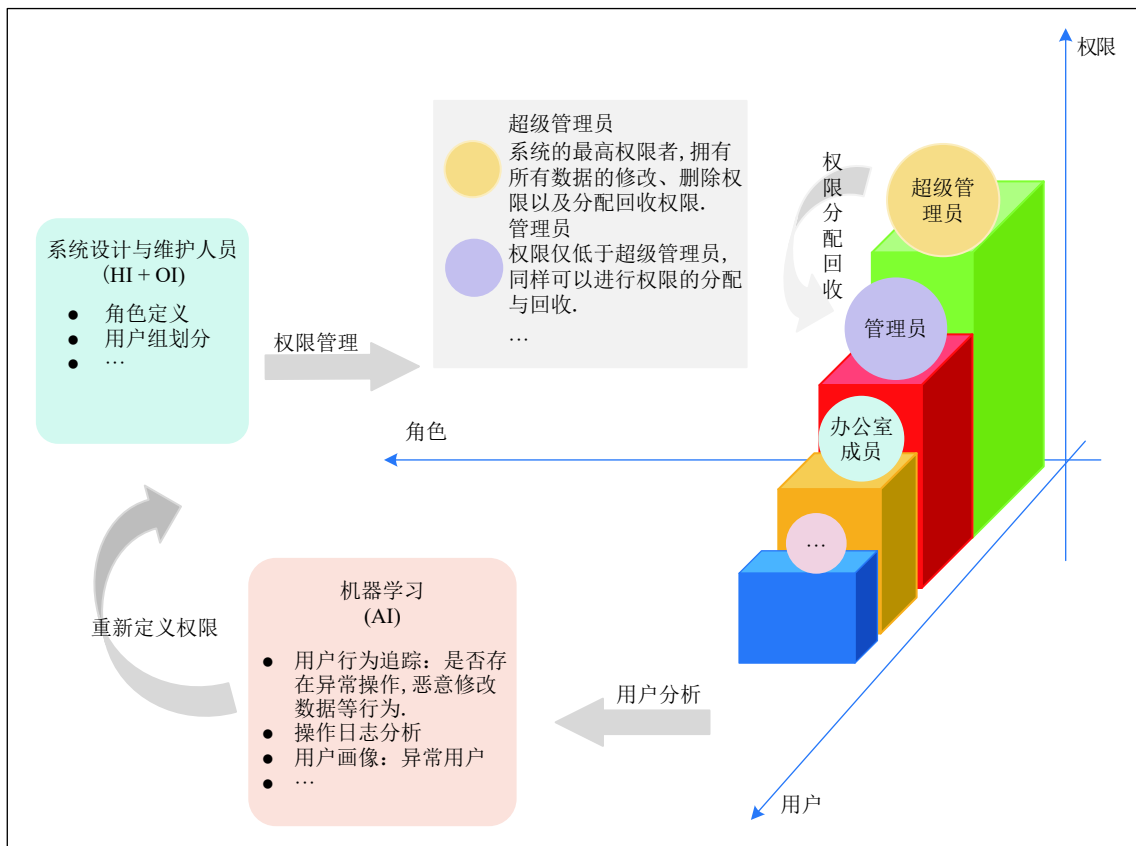 权限
超级管理员
系统的最高权限者, 拥有
所有数据的修改、删除权
限以及分配回收权限.
管理员
权限仅低于超级管理员,
同样可以进行权限的分配
与回收.
…
权限分配回收
超级管
理员
管理员
办公室
成员
…
系统设计与维护人员
(HI + OI)
● 角色定义
● 用户组划分
● …
权限管理
角色
机器学习
(AI)
● 用户行为追踪：是否存
在异常操作, 恶意修改
数据等行为.
● 操作日志分析
● 用户画像：异常用户
● …
重新定义权限
用户分析
用户